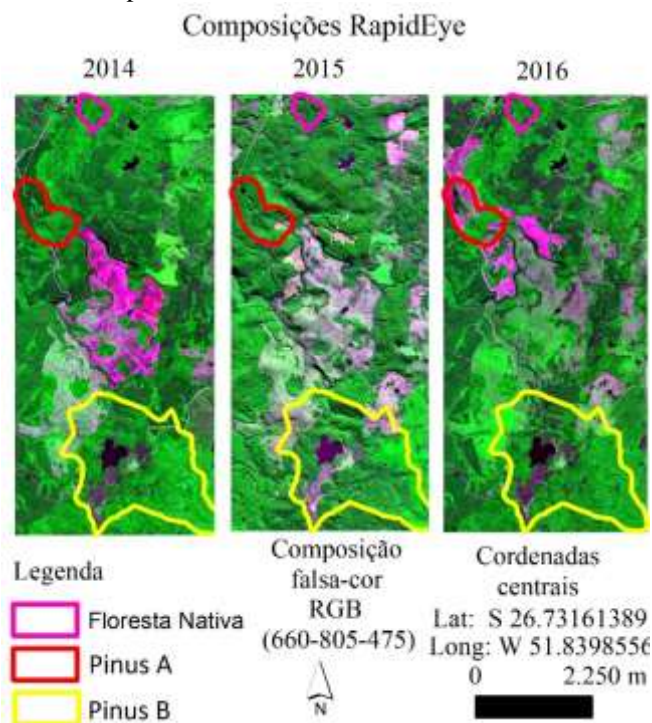 Composições RapidEye
2014
2015
2016
Legenda
Floresta Nativa
Pinus A
Pinus B
Composição
falsa-cor
RGB
(660-805-475)
N
Cordenadas
centrais
Lat: S 26.73161389
Long: W 51.8398556
0 2.250 m